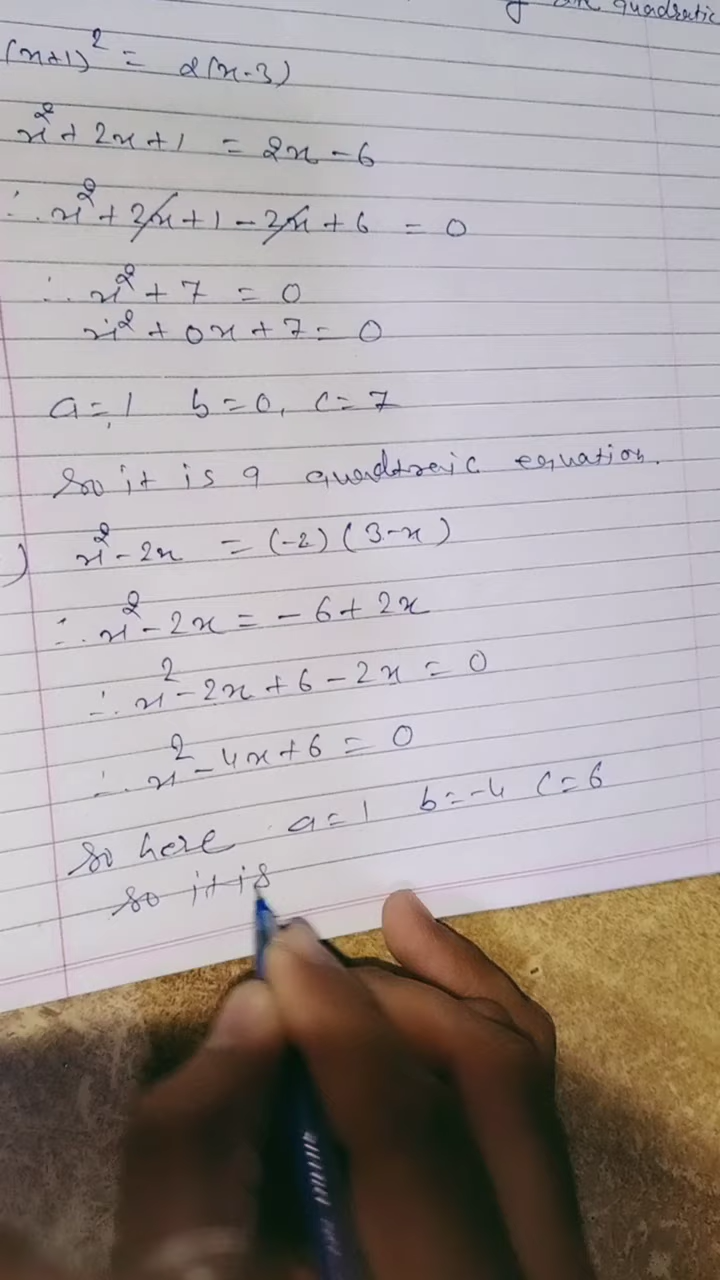 quadratic
(x+1)² = 2(x-3)
x² + 2x + 1 = 2x - 6
∴ x² + 2x + 1 - 2x + 6 = 0
∴ x² + 7 = 0
x² + 0x + 7 = 0
a = 1 b = 0, c = 7
So it is a quadtraic equation.
) x² - 2x = (-2) (3-x)
∴ x² - 2x = - 6 + 2x
∴ x² - 2x + 6 - 2x = 0
∴ x² - 4x + 6 = 0
So here a = 1 b = -4 c = 6
So it is